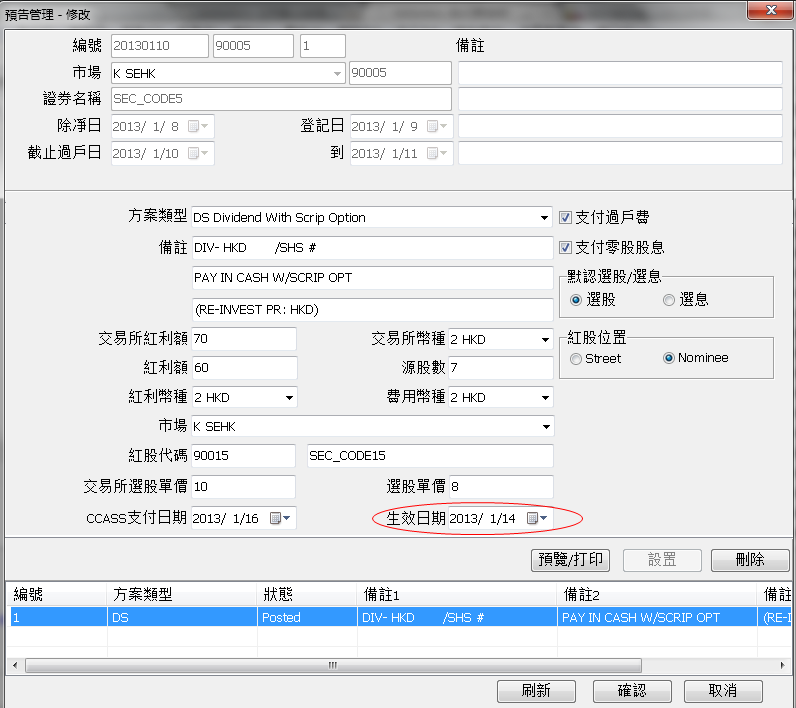 預告管理 - 修改
編號 20130110 90005 1 備註
市場 K SEHK 90005
證券名稱 SEC_CODE5
除淨日 2013/ 1/ 8 登記日 2013/ 1/ 9
截止過戶日 2013/ 1/10 到 2013/ 1/11
方案類型 DS Dividend With Scrip Option 支付過戶費
備註 DIV- HKD /SHS # 支付零股股息
PAY IN CASH W/SCRIP OPT 默認選股/選息
(RE-INVEST PR: HKD) 選股 選息
交易所紅利額 70 交易所幣種 2 HKD 紅股位置
紅利額 60 源股數 7 Street Nominee
紅利幣種 2 HKD 費用幣種 2 HKD
市場 K SEHK
紅股代碼 90015 SEC_CODE15
交易所選股單價 10 選股單價 8
CCASS支付日期 2013/ 1/16 生效日期 2013/ 1/14
預覽/打印 設置 刪除
編號 方案類型 狀態 備註1 備註2 備註
1 DS Posted DIV- HKD /SHS # PAY IN CASH W/SCRIP OPT (RE-I
刷新 確認 取消